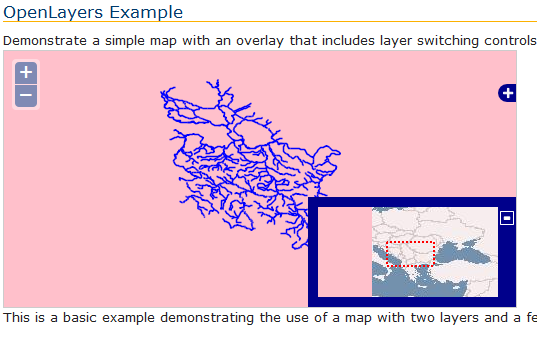 OpenLayers Example
Demonstrate a simple map with an overlay that includes layer switching controls
+
−
+
This is a basic example demonstrating the use of a map with two layers and a fe